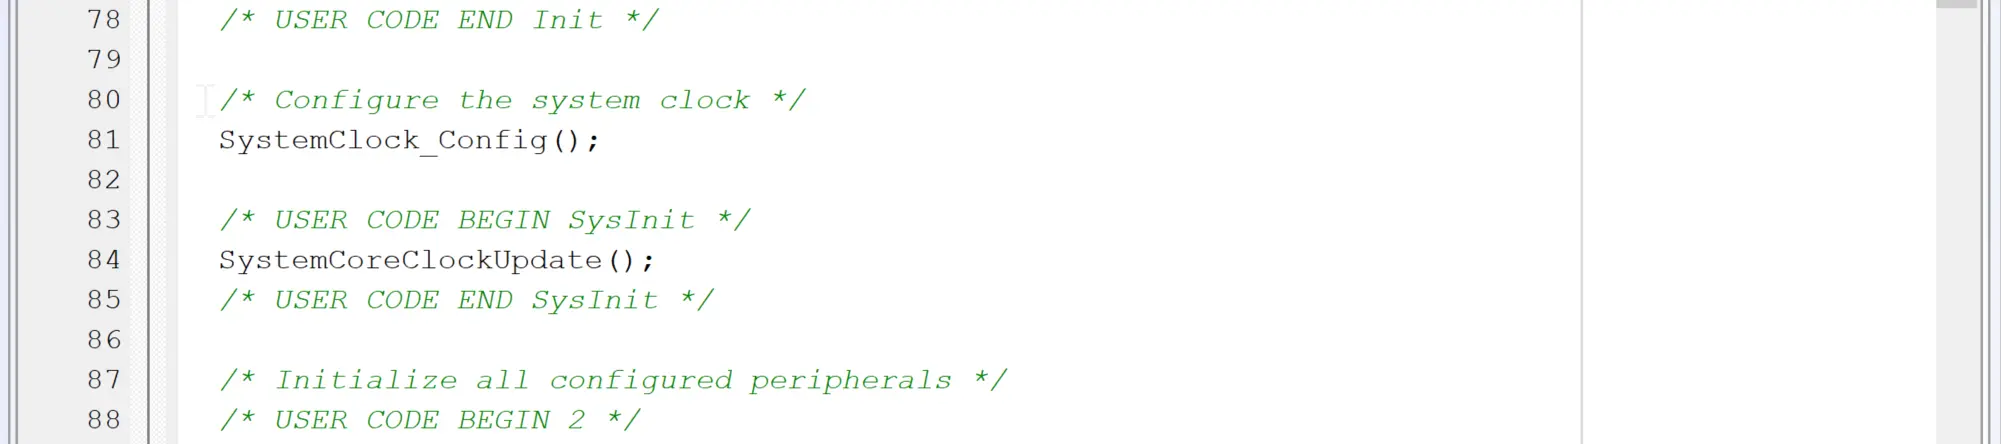 78 /* USER CODE END Init */
79
80 /* Configure the system clock */
81 SystemClock_Config();
82
83 /* USER CODE BEGIN SysInit */
84 SystemCoreClockUpdate();
85 /* USER CODE END SysInit */
86
87 /* Initialize all configured peripherals */
88 /* USER CODE BEGIN 2 */